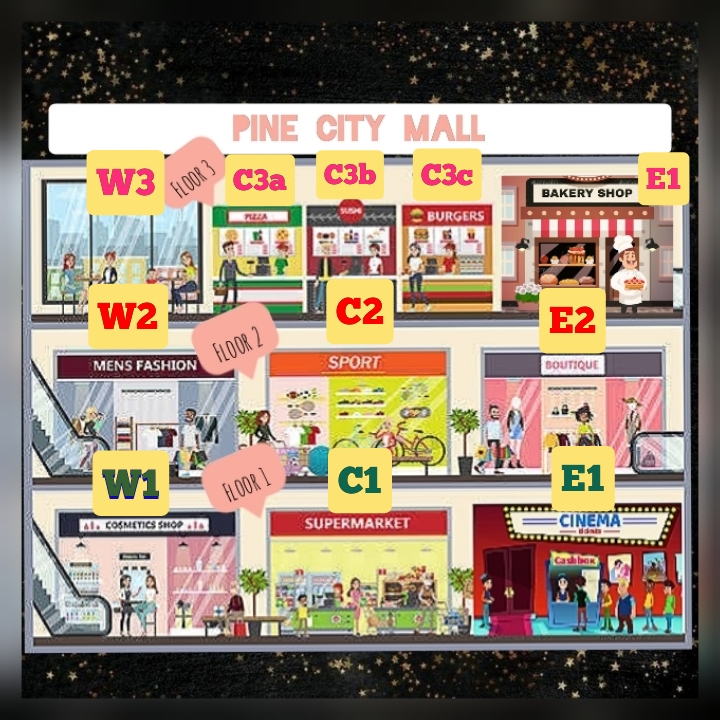 PINE CITY MALL
W3
FLOOR 3
C3a
C3b
C3c
E1
PIZZA
SUSHI
BURGERS
BAKERY SHOP
W2
FLOOR 2
C2
E2
MENS FASHION
SPORT
BOUTIQUE
W1
FLOOR 1
C1
E1
COSMETICS SHOP
SUPERMARKET
CINEMA
Cashbox